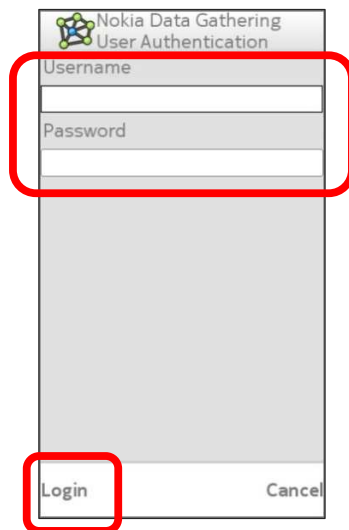 Nokia Data Gathering
User Authentication
Username
Password
Login Cancel